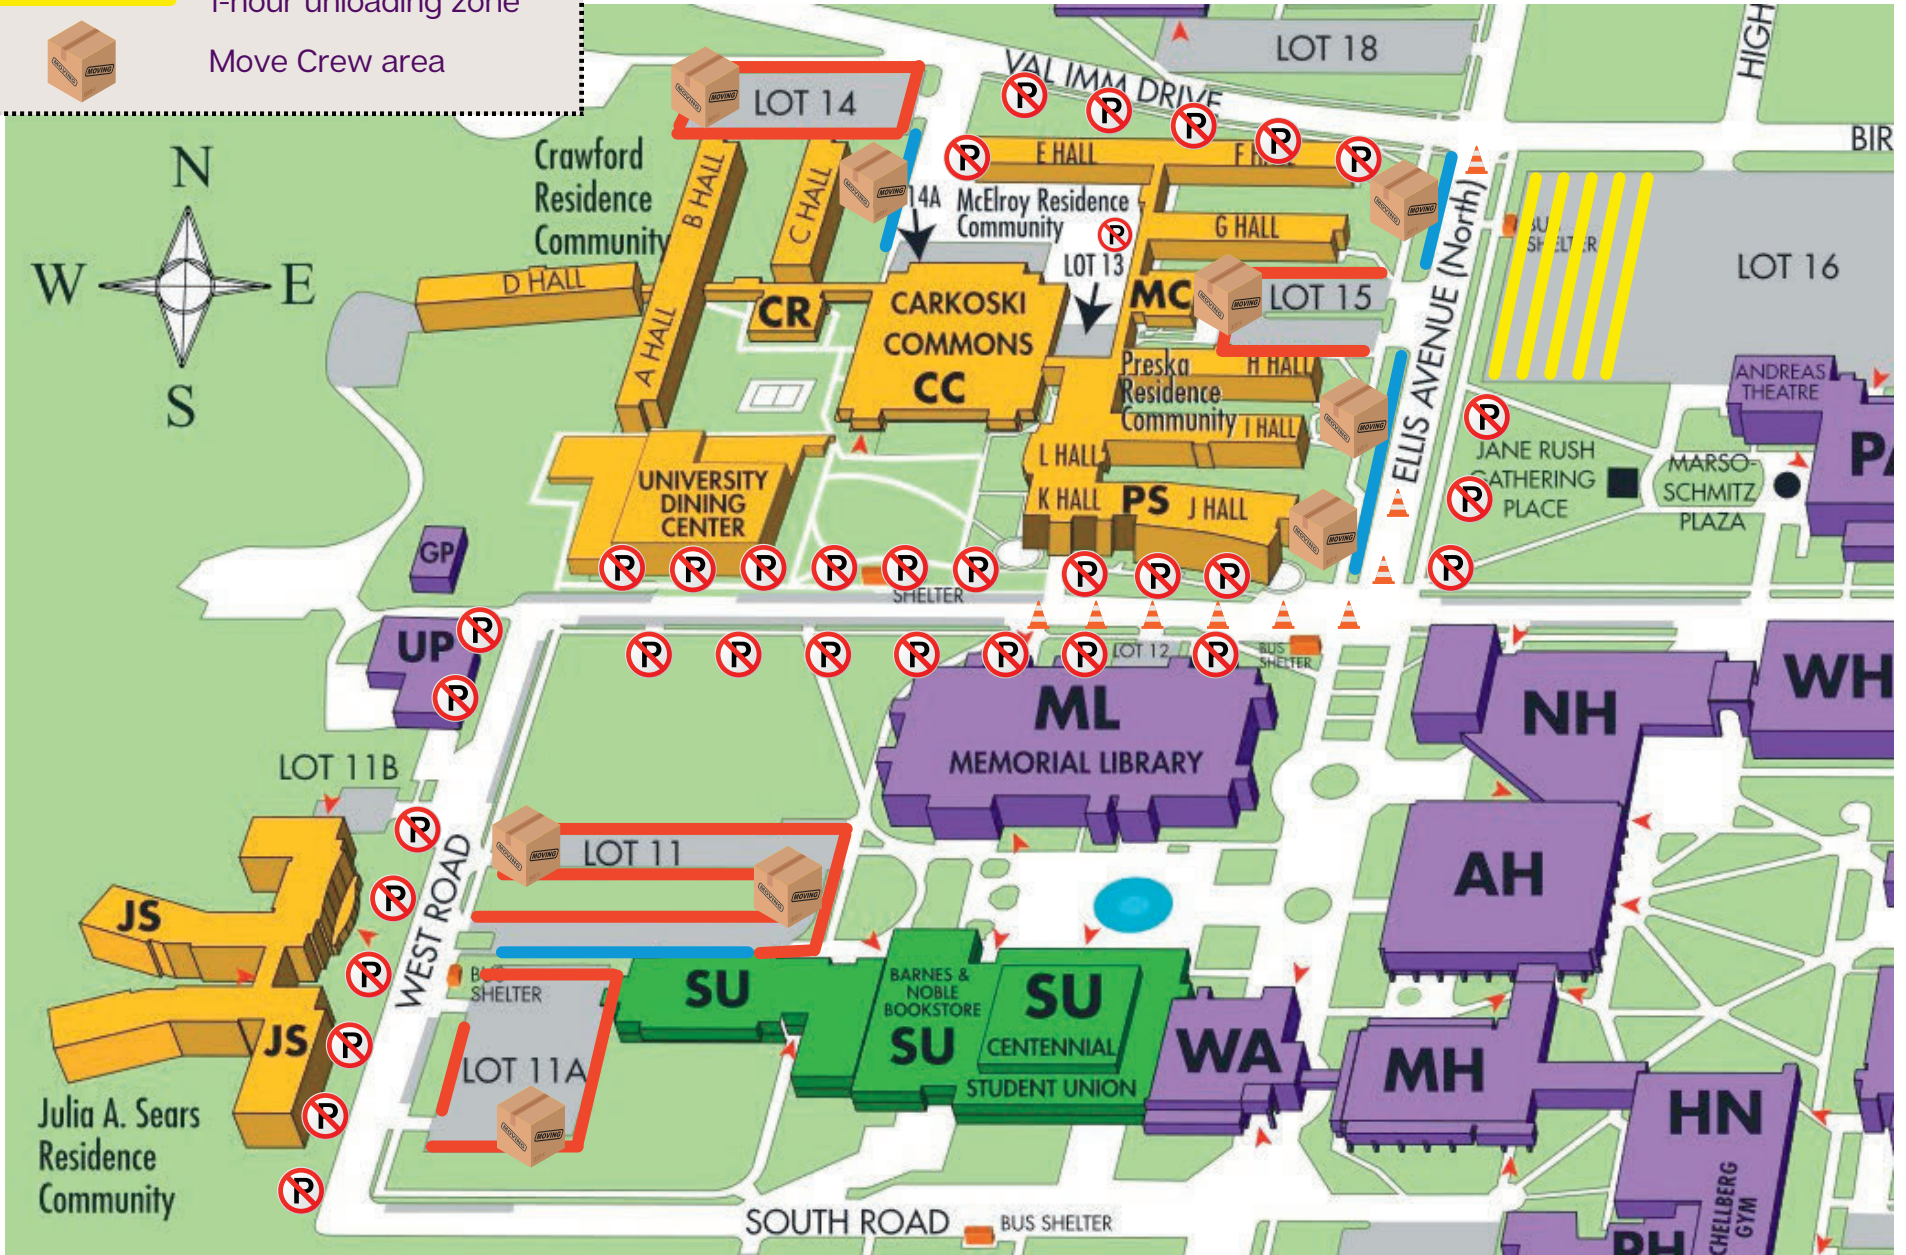 1-hour unloading zone
Move Crew area
N
W
E
S
LOT 18
HIGH
VAL IMM DRIVE
BIR
LOT 14
Crawford
Residence
Community
B HALL
C HALL
D HALL
A HALL
CR
14A
E HALL
McElroy Residence
Community
G HALL
LOT 13
MC
LOT 15
CARKOSKI
COMMONS
CC
Preska
Residence
Community
H HALL
I HALL
L HALL
K HALL
PS
J HALL
ELLIS AVENUE (North)
LOT 16
ANDREAS
THEATRE
PA
JANE RUSH
GATHERING
PLACE
MARSO-
SCHMITZ
PLAZA
UNIVERSITY
DINING
CENTER
GP
SHELTER
UP
LOT 12
BUS
SHELTER
ML
MEMORIAL LIBRARY
NH
WH
LOT 11B
LOT 11
WEST ROAD
AH
JS
JS
SHELTER
LOT 11A
SU
BARNES &
NOBLE
BOOKSTORE
SU
SU
CENTENNIAL
STUDENT UNION
WA
MH
HN
Julia A. Sears
Residence
Community
SOUTH ROAD
BUS SHELTER
GYM